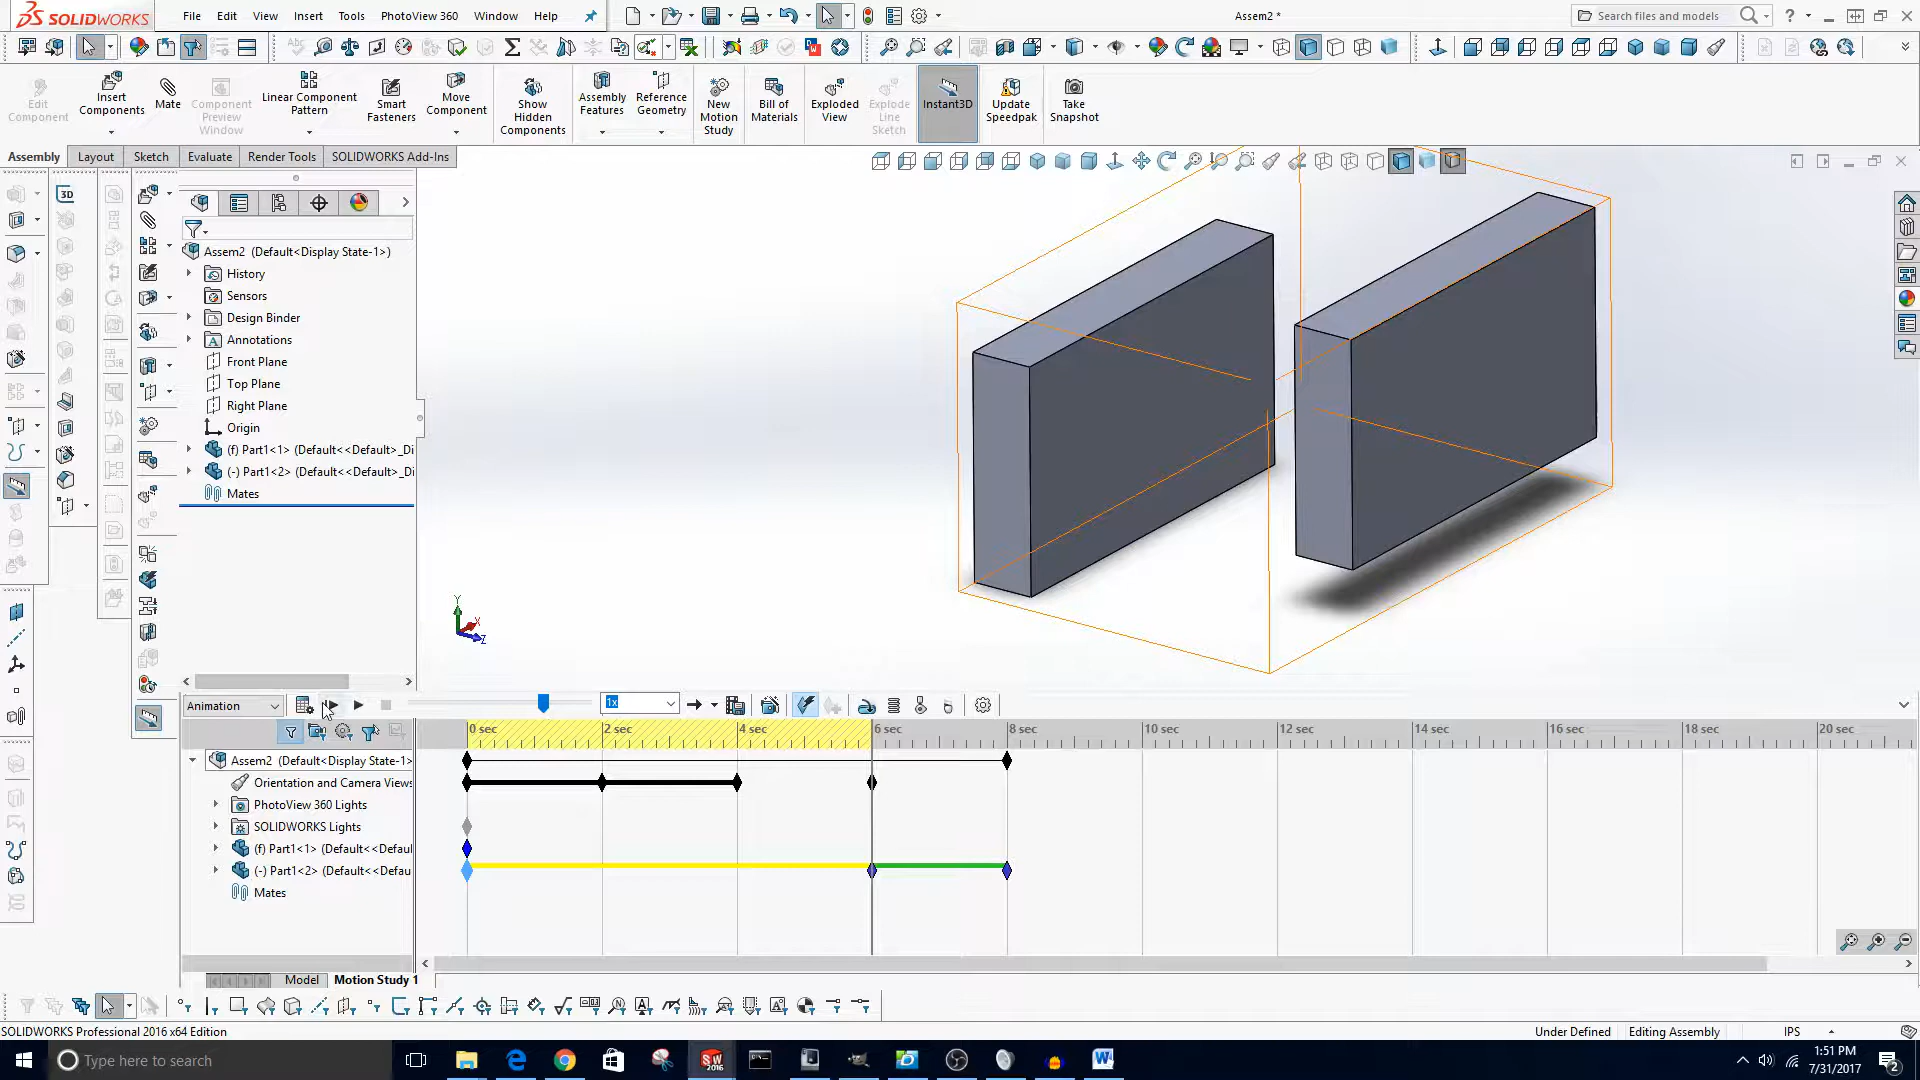 SOLIDWORKS
File Edit View Insert Tools PhotoView 360 Window Help
Assem2 *
Search files and models
Edit Component
Insert Components
Mate
Component Preview Window
Linear Component Pattern
Smart Fasteners
Move Component
Show Hidden Components
Assembly Features
Reference Geometry
New Motion Study
Bill of Materials
Exploded View
Explode Line Sketch
Instant3D
Update Speedpak
Take Snapshot
Assembly Layout Sketch Evaluate Render Tools SOLIDWORKS Add-Ins
3D
Assem2 (Default<Display State-1>)
History
Sensors
Design Binder
Annotations
Front Plane
Top Plane
Right Plane
Origin
(f) Part1<1> (Default<<Default>_Di
(-) Part1<2> (Default<<Default>_Di
Mates
Y
X
Z
Animation
1x
0 sec 2 sec 4 sec 6 sec 8 sec 10 sec 12 sec 14 sec 16 sec 18 sec 20 sec
Assem2 (Default<Display State-1>
Orientation and Camera Views
PhotoView 360 Lights
SOLIDWORKS Lights
(f) Part1<1> (Default<<Defaul
(-) Part1<2> (Default<<Defau
Mates
Model Motion Study 1
SOLIDWORKS Professional 2016 x64 Edition
Under Defined Editing Assembly IPS
Type here to search
SW 2016
1:51 PM
7/31/2017
2